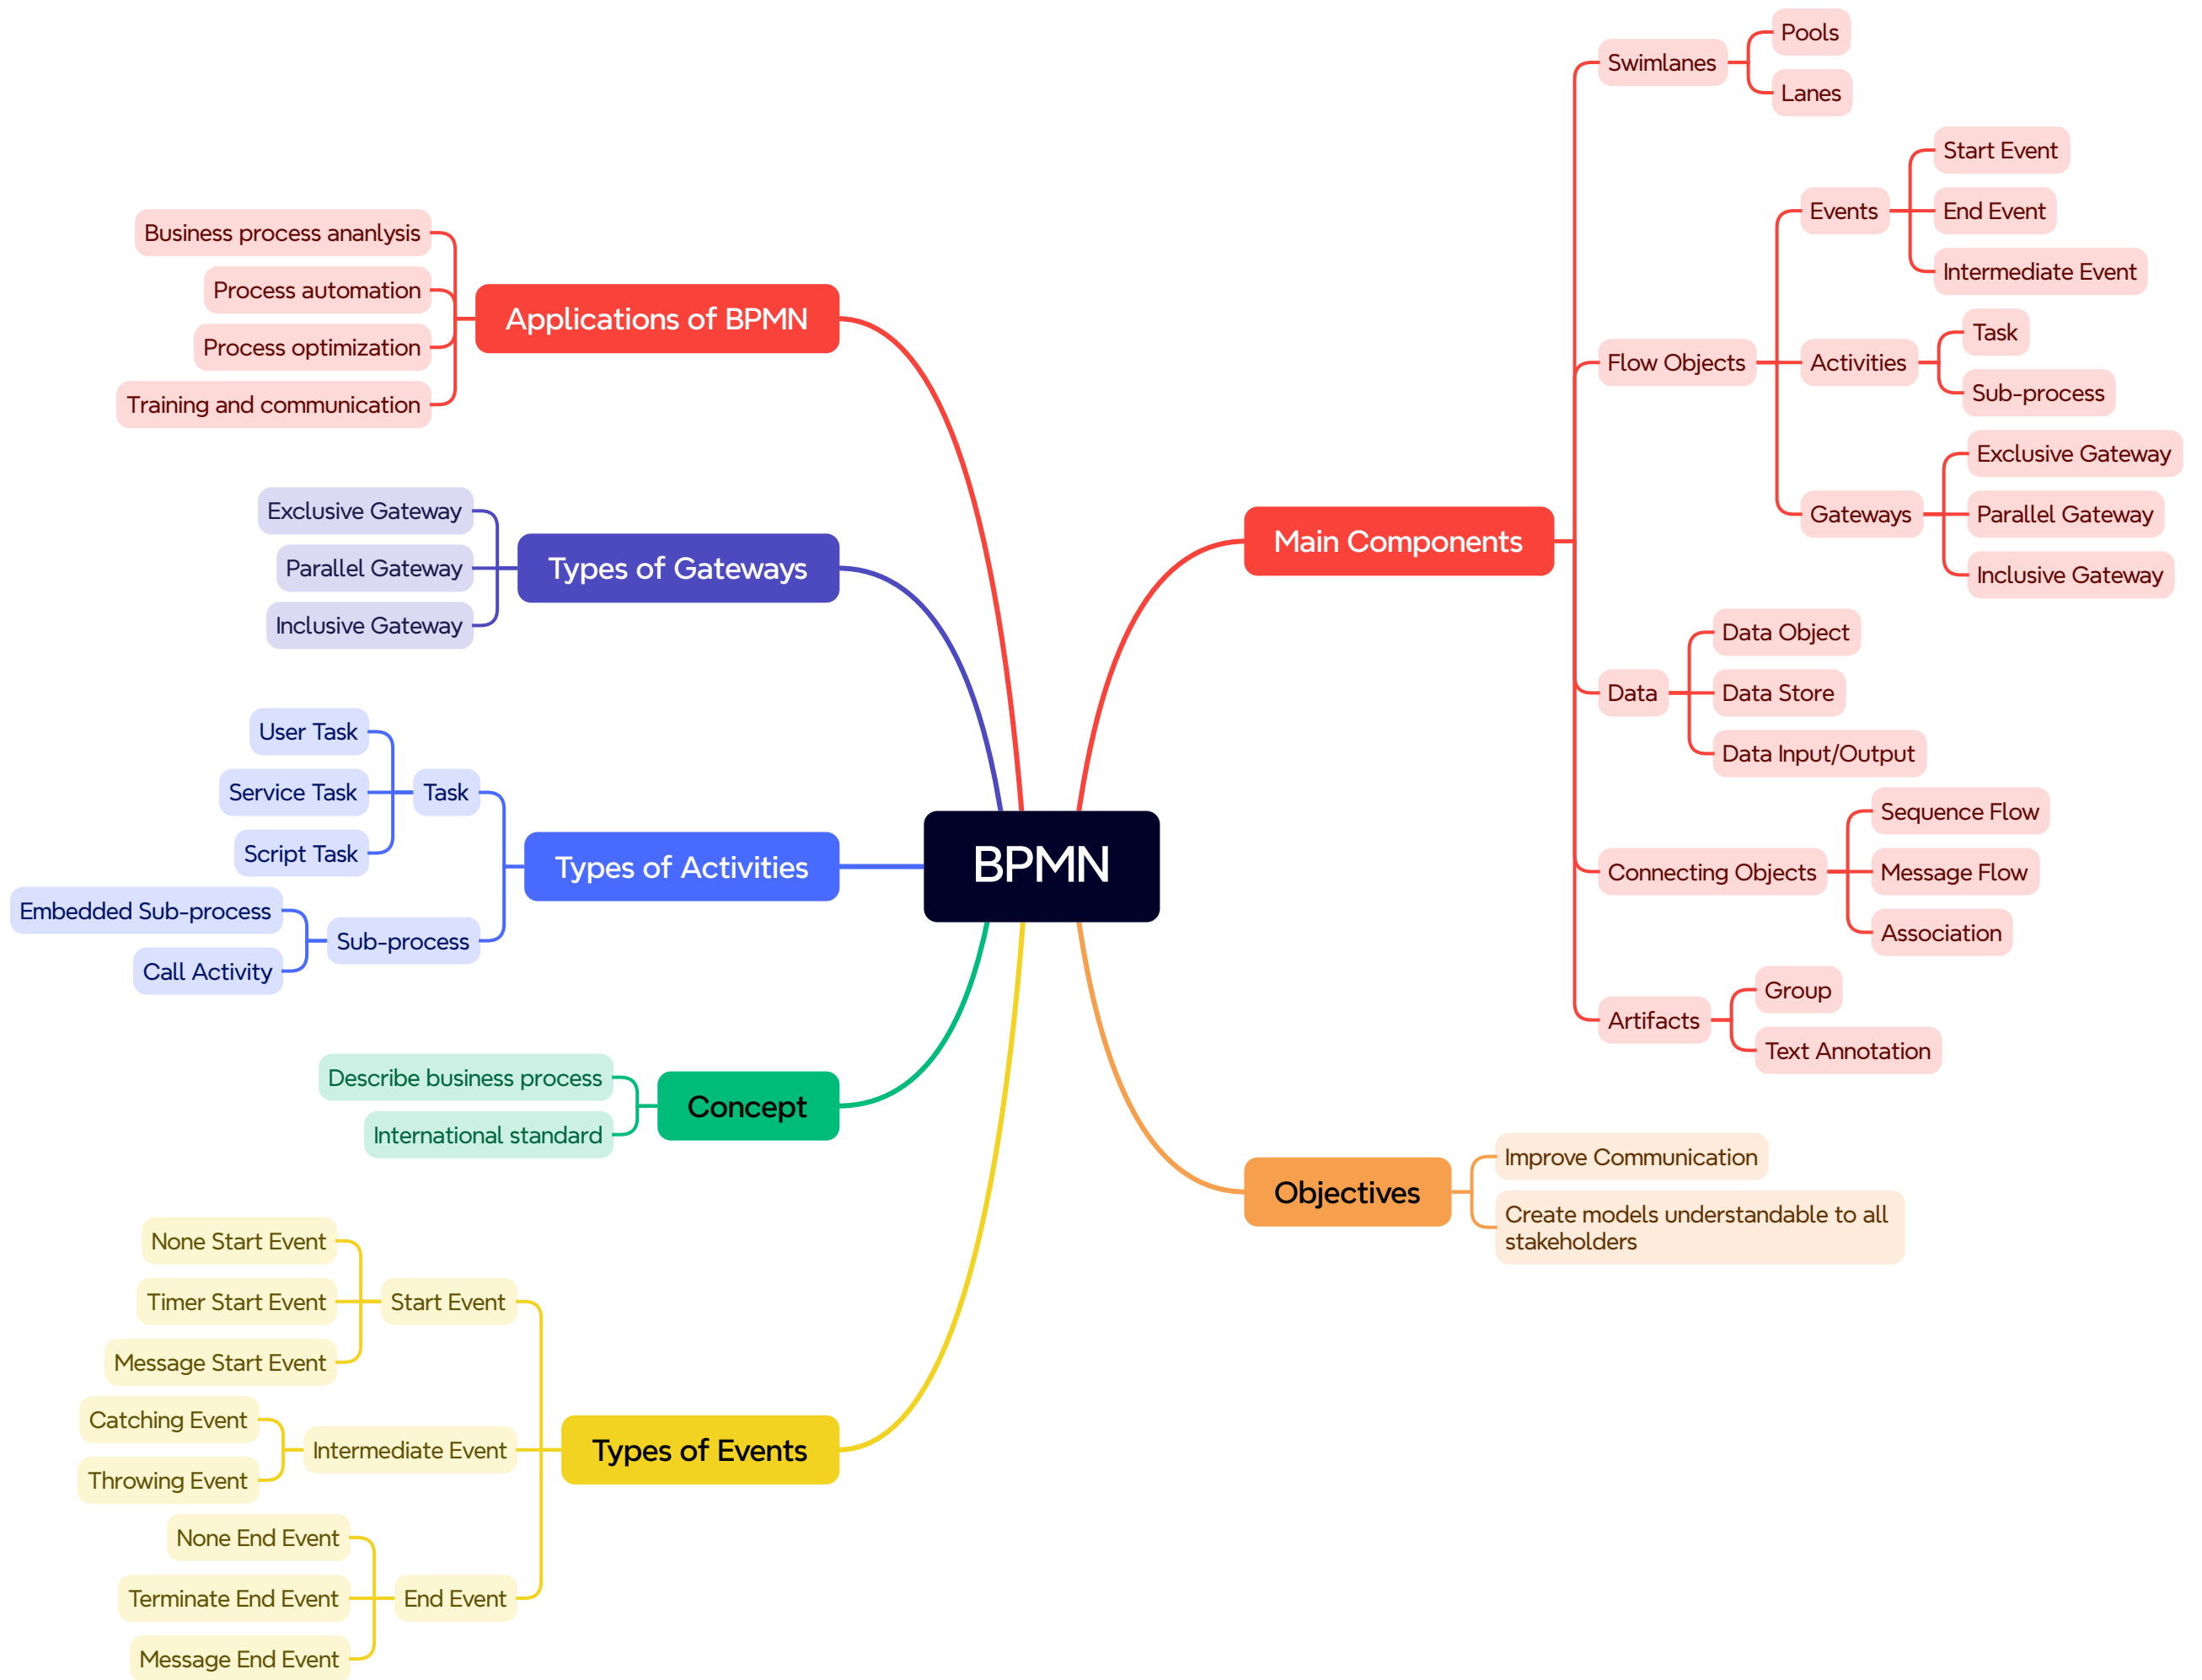 BPMN
Main Components
Swimlanes
Pools
Lanes
Flow Objects
Events
Start Event
End Event
Intermediate Event
Activities
Task
Sub-process
Gateways
Exclusive Gateway
Parallel Gateway
Inclusive Gateway
Data
Data Object
Data Store
Data Input/Output
Connecting Objects
Sequence Flow
Message Flow
Association
Artifacts
Group
Text Annotation
Objectives
Improve Communication
Create models understandable to all
stakeholders
Applications of BPMN
Business process ananlysis
Process automation
Process optimization
Training and communication
Types of Gateways
Exclusive Gateway
Parallel Gateway
Inclusive Gateway
Types of Activities
Task
User Task
Service Task
Script Task
Sub-process
Embedded Sub-process
Call Activity
Concept
Describe business process
International standard
Types of Events
Start Event
None Start Event
Timer Start Event
Message Start Event
Intermediate Event
Catching Event
Throwing Event
End Event
None End Event
Terminate End Event
Message End Event